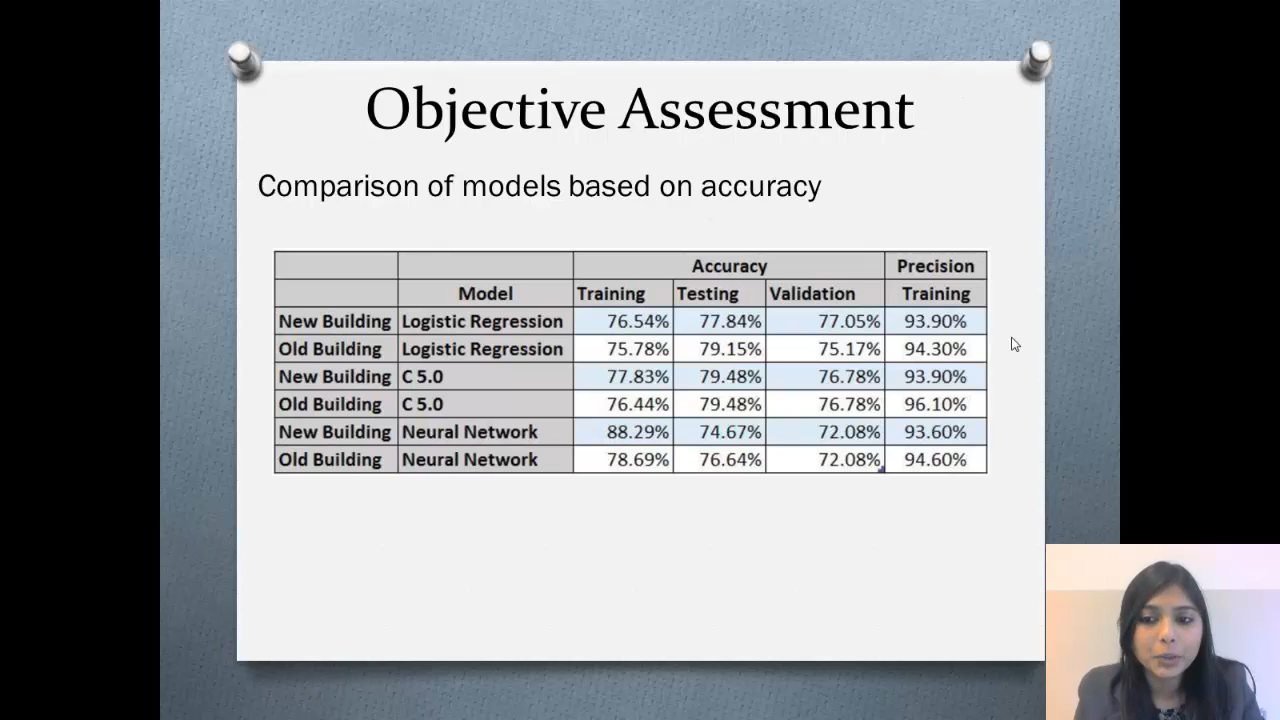 Objective Assessment
Comparison of models based on accuracy
Accuracy Precision
Model Training Testing Validation Training
New Building Logistic Regression 76.54% 77.84% 77.05% 93.90%
Old Building Logistic Regression 75.78% 79.15% 75.17% 94.30%
New Building C 5.0 77.83% 79.48% 76.78% 93.90%
Old Building C 5.0 76.44% 79.48% 76.78% 96.10%
New Building Neural Network 88.29% 74.67% 72.08% 93.60%
Old Building Neural Network 78.69% 76.64% 72.08% 94.60%